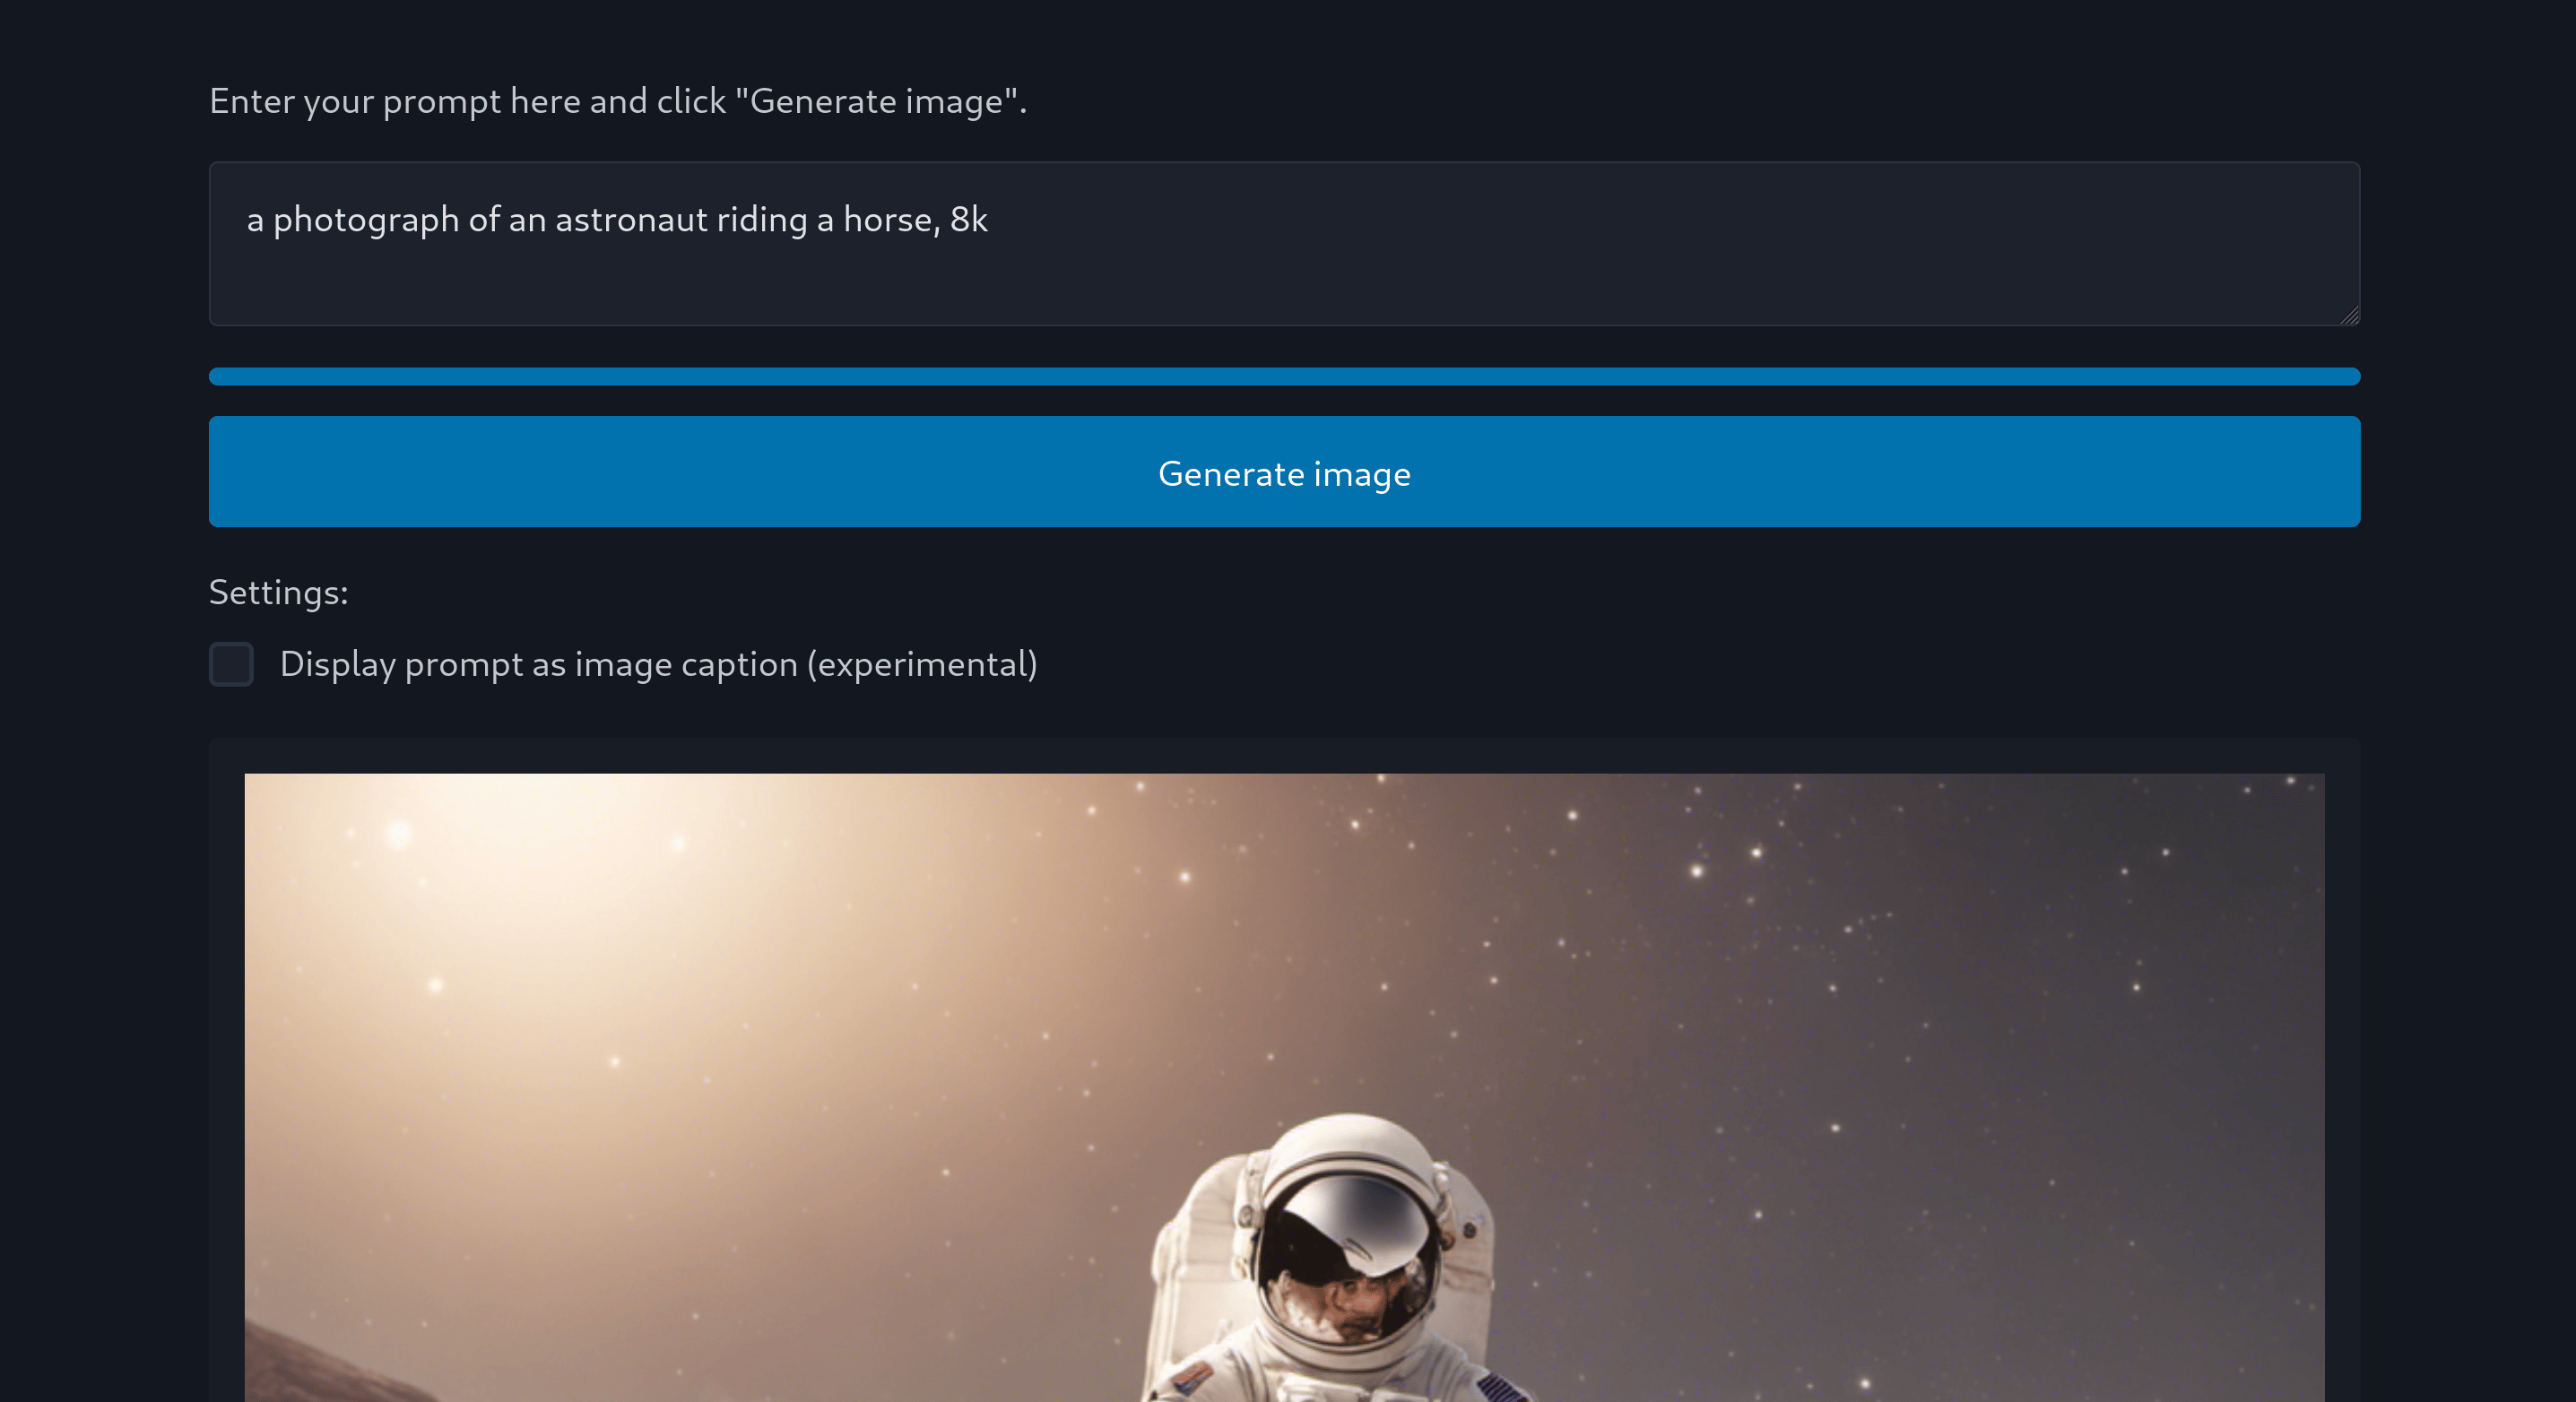 Enter your prompt here and click "Generate image".
a photograph of an astronaut riding a horse, 8k
Generate image
Settings:
Display prompt as image caption (experimental)